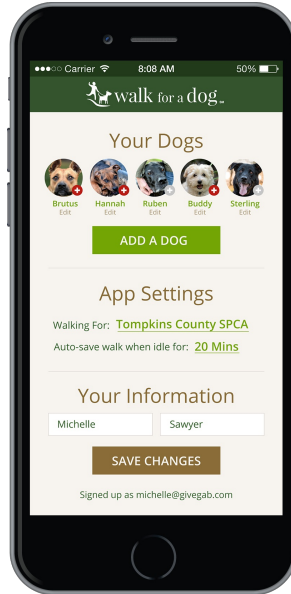 Carrier 8:08 AM 50%
walk for a dog
Your Dogs
Brutus Hannah Ruben Buddy Sterling
Edit Edit Edit Edit Edit
ADD A DOG
App Settings
Walking For: Tompkins County SPCA
Auto-save walk when idle for: 20 Mins
Your Information
Michelle Sawyer
SAVE CHANGES
Signed up as michelle@givegab.com